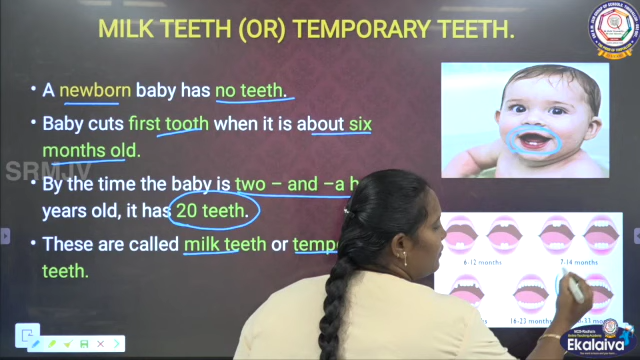 MILK TEETH (OR) TEMPORARY TEETH.
• A newborn baby has no teeth.
• Baby cuts first tooth when it is about six
months old.
SRMJV
• By the time the baby is two – and –a
years old, it has 20 teeth.
• These are called milk teeth or
teeth.
6-12 months
7-14 months
16-23 months
Ekalaiva